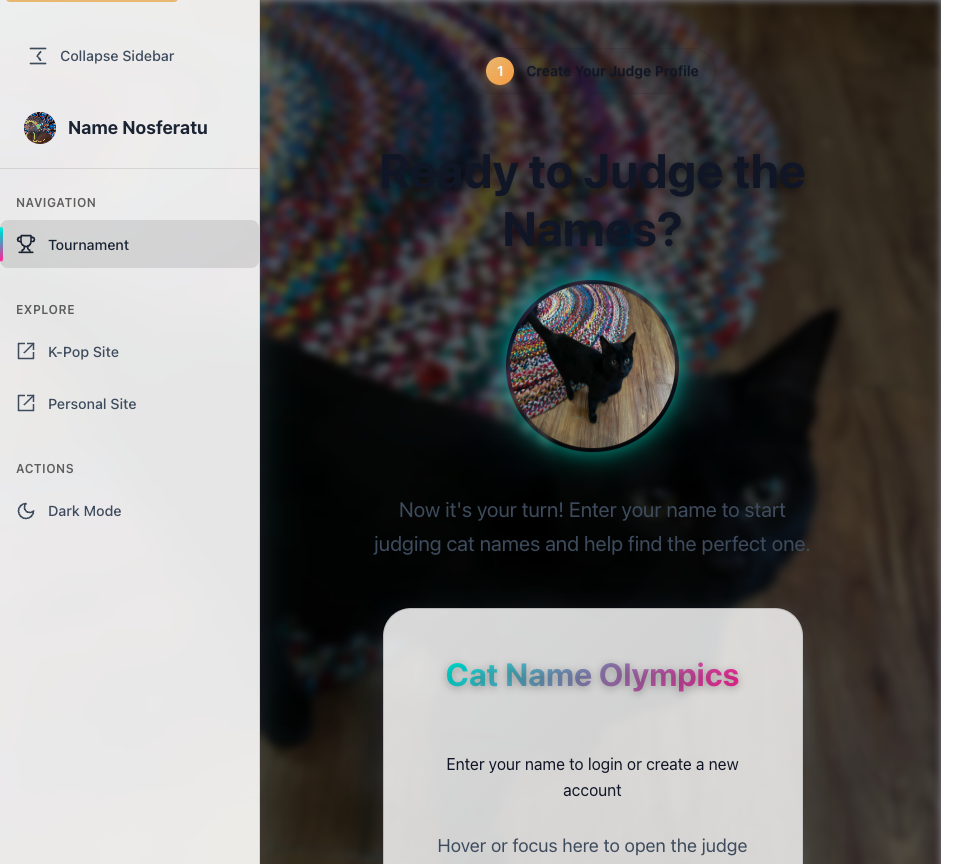 Collapse Sidebar
Name Nosferatu
NAVIGATION
Tournament
EXPLORE
K-Pop Site
Personal Site
ACTIONS
Dark Mode
1 Create Your Judge Profile
Ready to Judge the
Names?
Now it's your turn! Enter your name to start
judging cat names and help find the perfect one.
Cat Name Olympics
Enter your name to login or create a new
account
Hover or focus here to open the judge